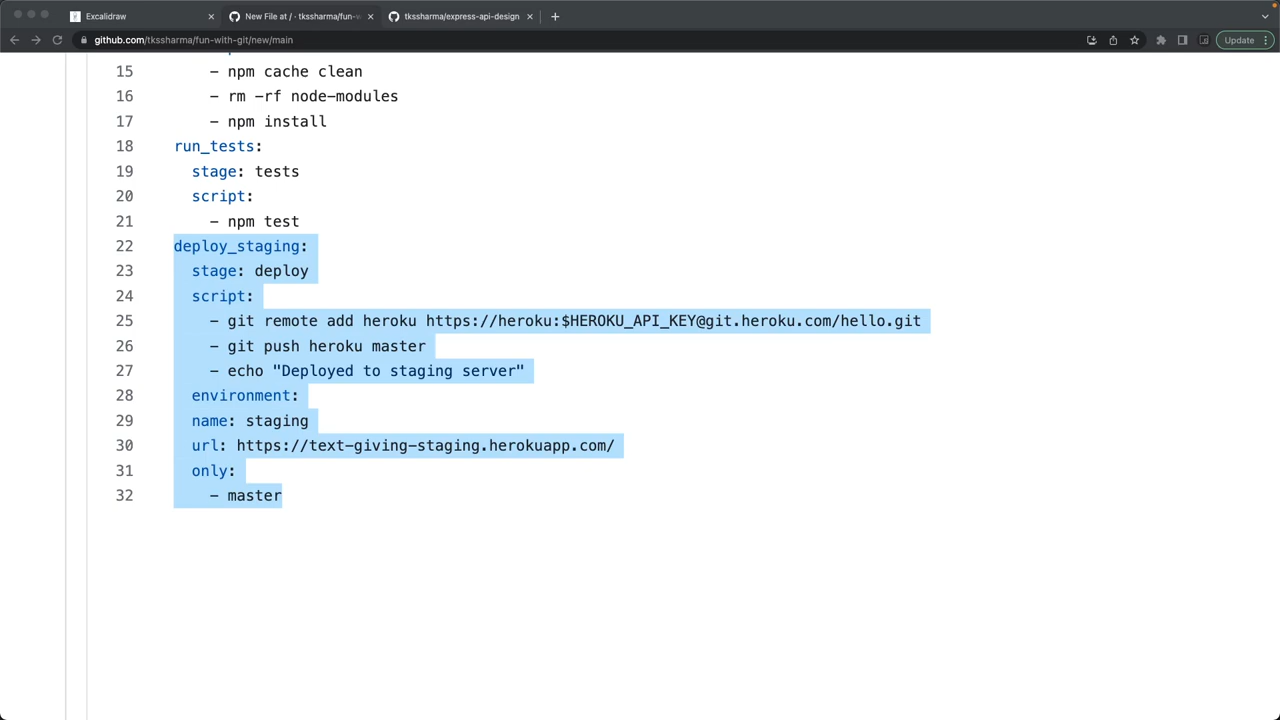 Excalidraw
New File at / · tkssharma/fun-w
tkssharma/express-api-design
github.com/tkssharma/fun-with-git/new/main
Update
15 - npm cache clean
16 - rm -rf node-modules
17 - npm install
18 run_tests:
19 stage: tests
20 script:
21 - npm test
22 deploy_staging:
23 stage: deploy
24 script:
25 - git remote add heroku https://heroku:$HEROKU_API_KEY@git.heroku.com/hello.git
26 - git push heroku master
27 - echo "Deployed to staging server"
28 environment:
29 name: staging
30 url: https://text-giving-staging.herokuapp.com/
31 only:
32 - master